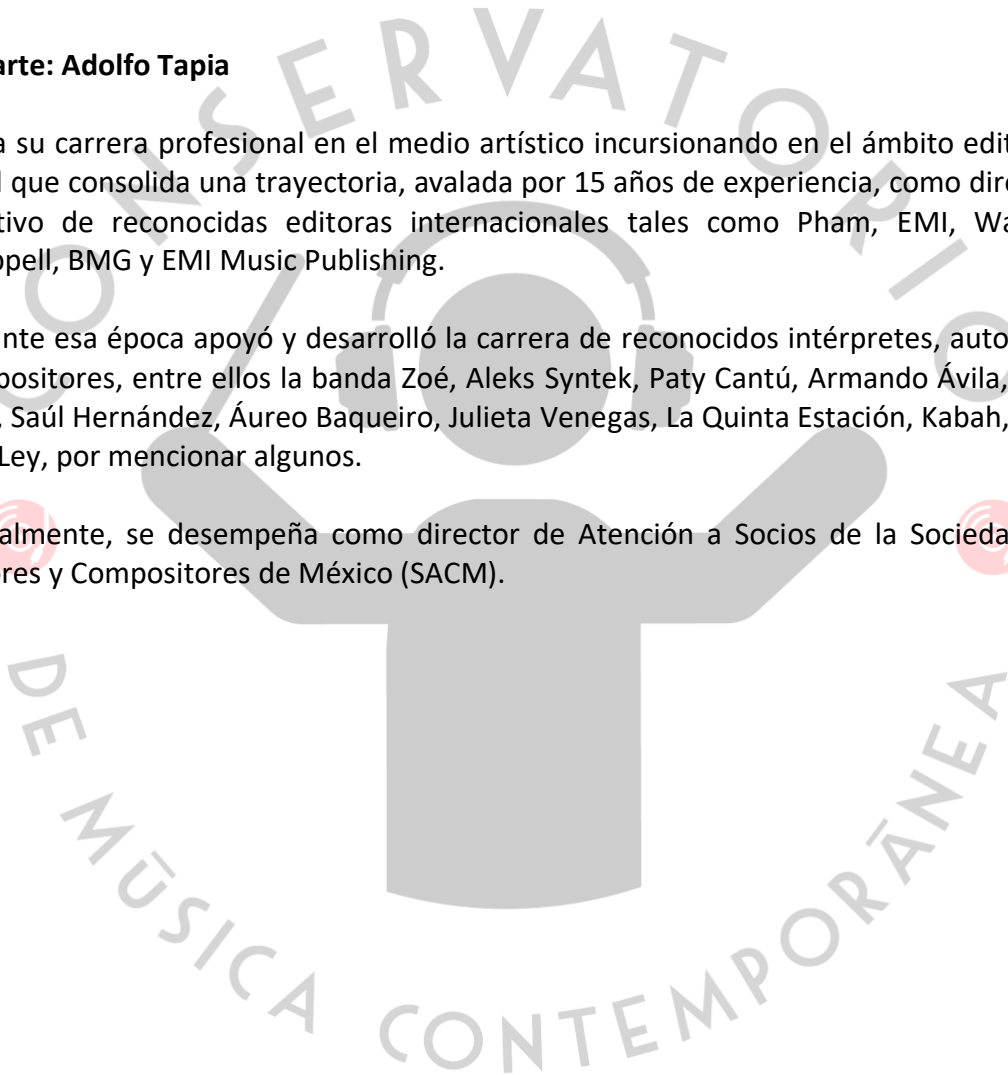 arte: Adolfo Tapia
a su carrera profesional en el medio artístico incursionando en el ámbito edit
l que consolida una trayectoria, avalada por 15 años de experiencia, como dire
tivo de reconocidas editoras internacionales tales como Pham, EMI, Wa
ppell, BMG y EMI Music Publishing.
nte esa época apoyó y desarrolló la carrera de reconocidos intérpretes, auto
positores, entre ellos la banda Zoé, Aleks Syntek, Paty Cantú, Armando Ávila,
, Saúl Hernández, Áureo Baqueiro, Julieta Venegas, La Quinta Estación, Kabah,
Ley, por mencionar algunos.
almente, se desempeña como director de Atención a Socios de la Socieda
res y Compositores de México (SACM).
CONSERVATORIO
DE MÚSICA CONTEMPORÁNEA